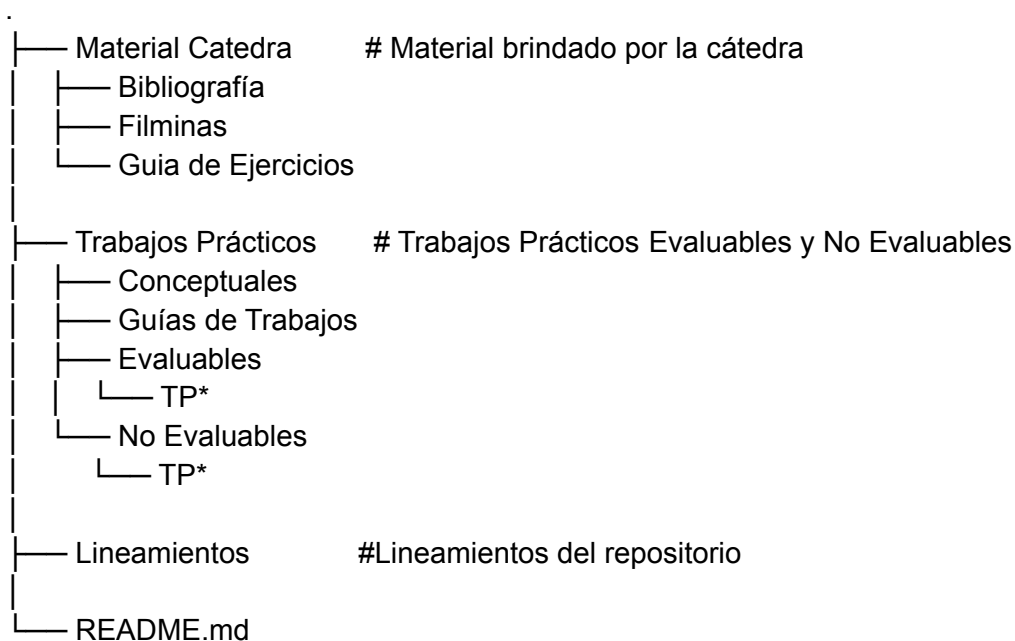 .
├── Material Catedra # Material brindado por la cátedra
│ ├── Bibliografía
│ ├── Filminas
│ └── Guia de Ejercicios
│
├── Trabajos Prácticos # Trabajos Prácticos Evaluables y No Evaluables
│ ├── Conceptuales
│ ├── Guías de Trabajos
│ ├── Evaluables
│ │ └── TP*
│ └── No Evaluables
│ └── TP*
│
├── Lineamientos #Lineamientos del repositorio
│
└── README.md